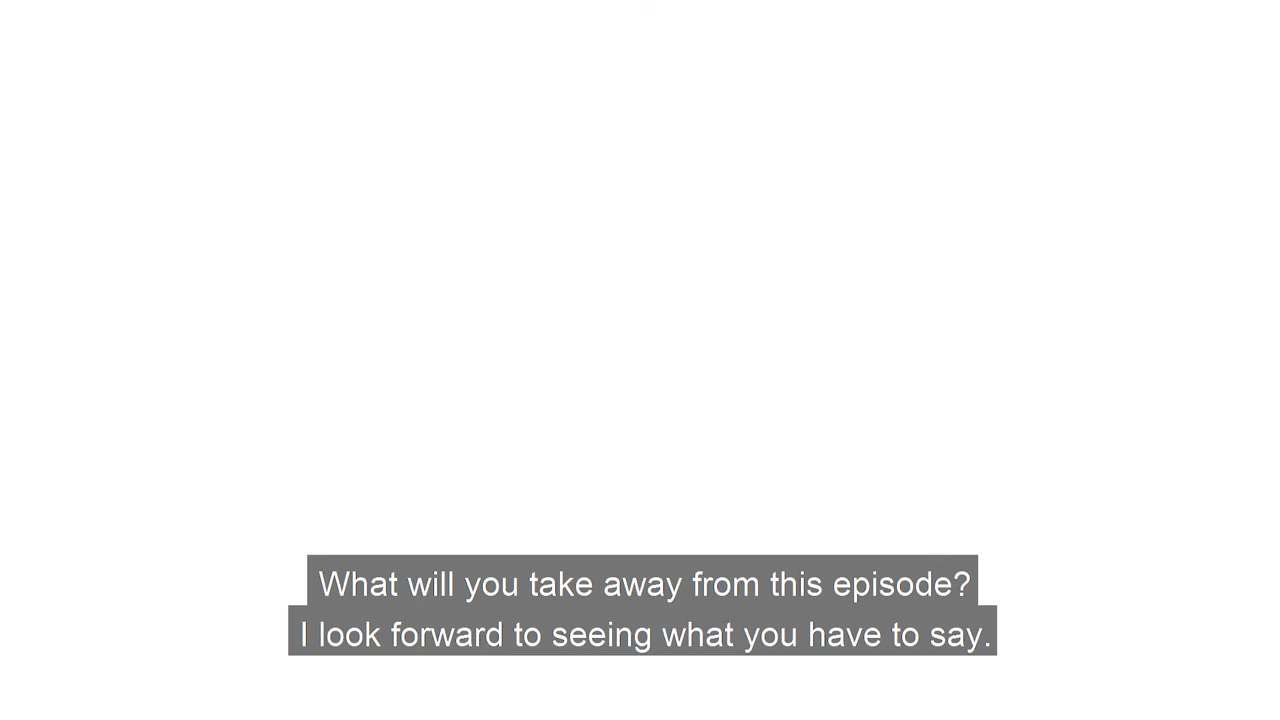 What will you take away from this episode?
I look forward to seeing what you have to say.